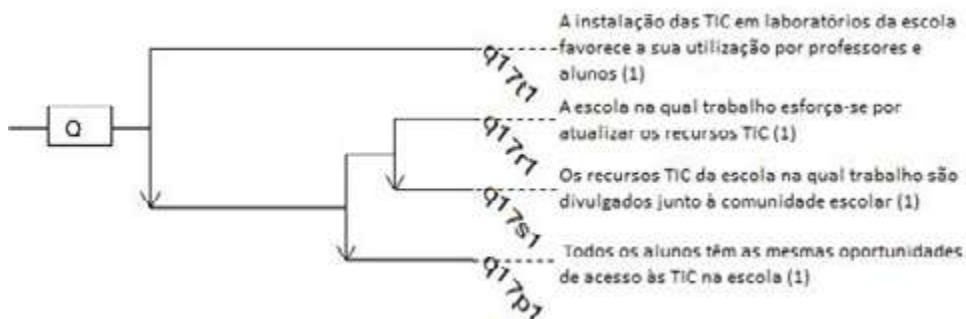 A instalação das TIC em laboratórios da escola
favorece a sua utilização por professores e
alunos (1)
q17t1
Q
A escola na qual trabalho esforça-se por
atualizar os recursos TIC (1)
q17r1
Os recursos TIC da escola na qual trabalho são
divulgados junto à comunidade escolar (1)
q17s1
Todos os alunos têm as mesmas oportunidades
de acesso às TIC na escola (1)
q17p1